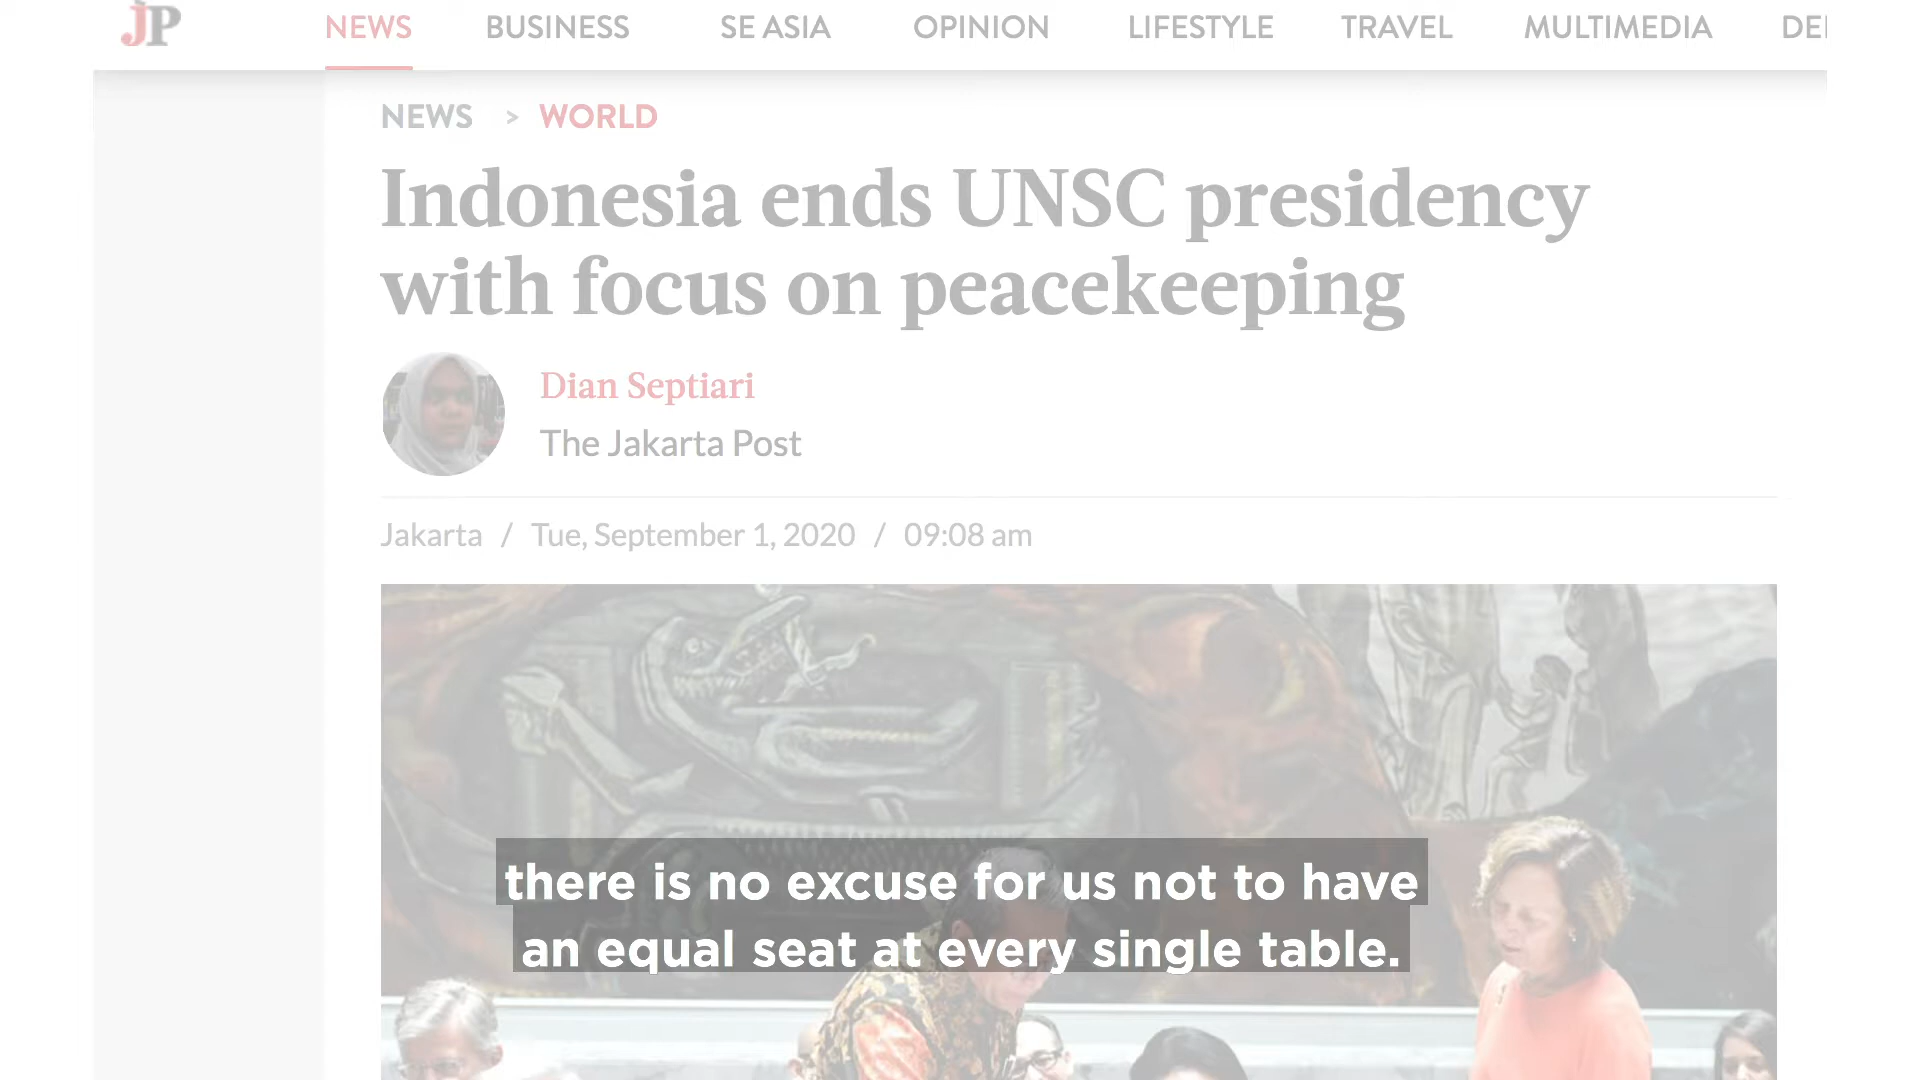 JP
NEWS BUSINESS SE ASIA OPINION LIFESTYLE TRAVEL MULTIMEDIA
NEWS > WORLD
Indonesia ends UNSC presidency
with focus on peacekeeping
Dian Septiari
The Jakarta Post
Jakarta / Tue, September 1, 2020 / 09:08 am
there is no excuse for us not to have
an equal seat at every single table.